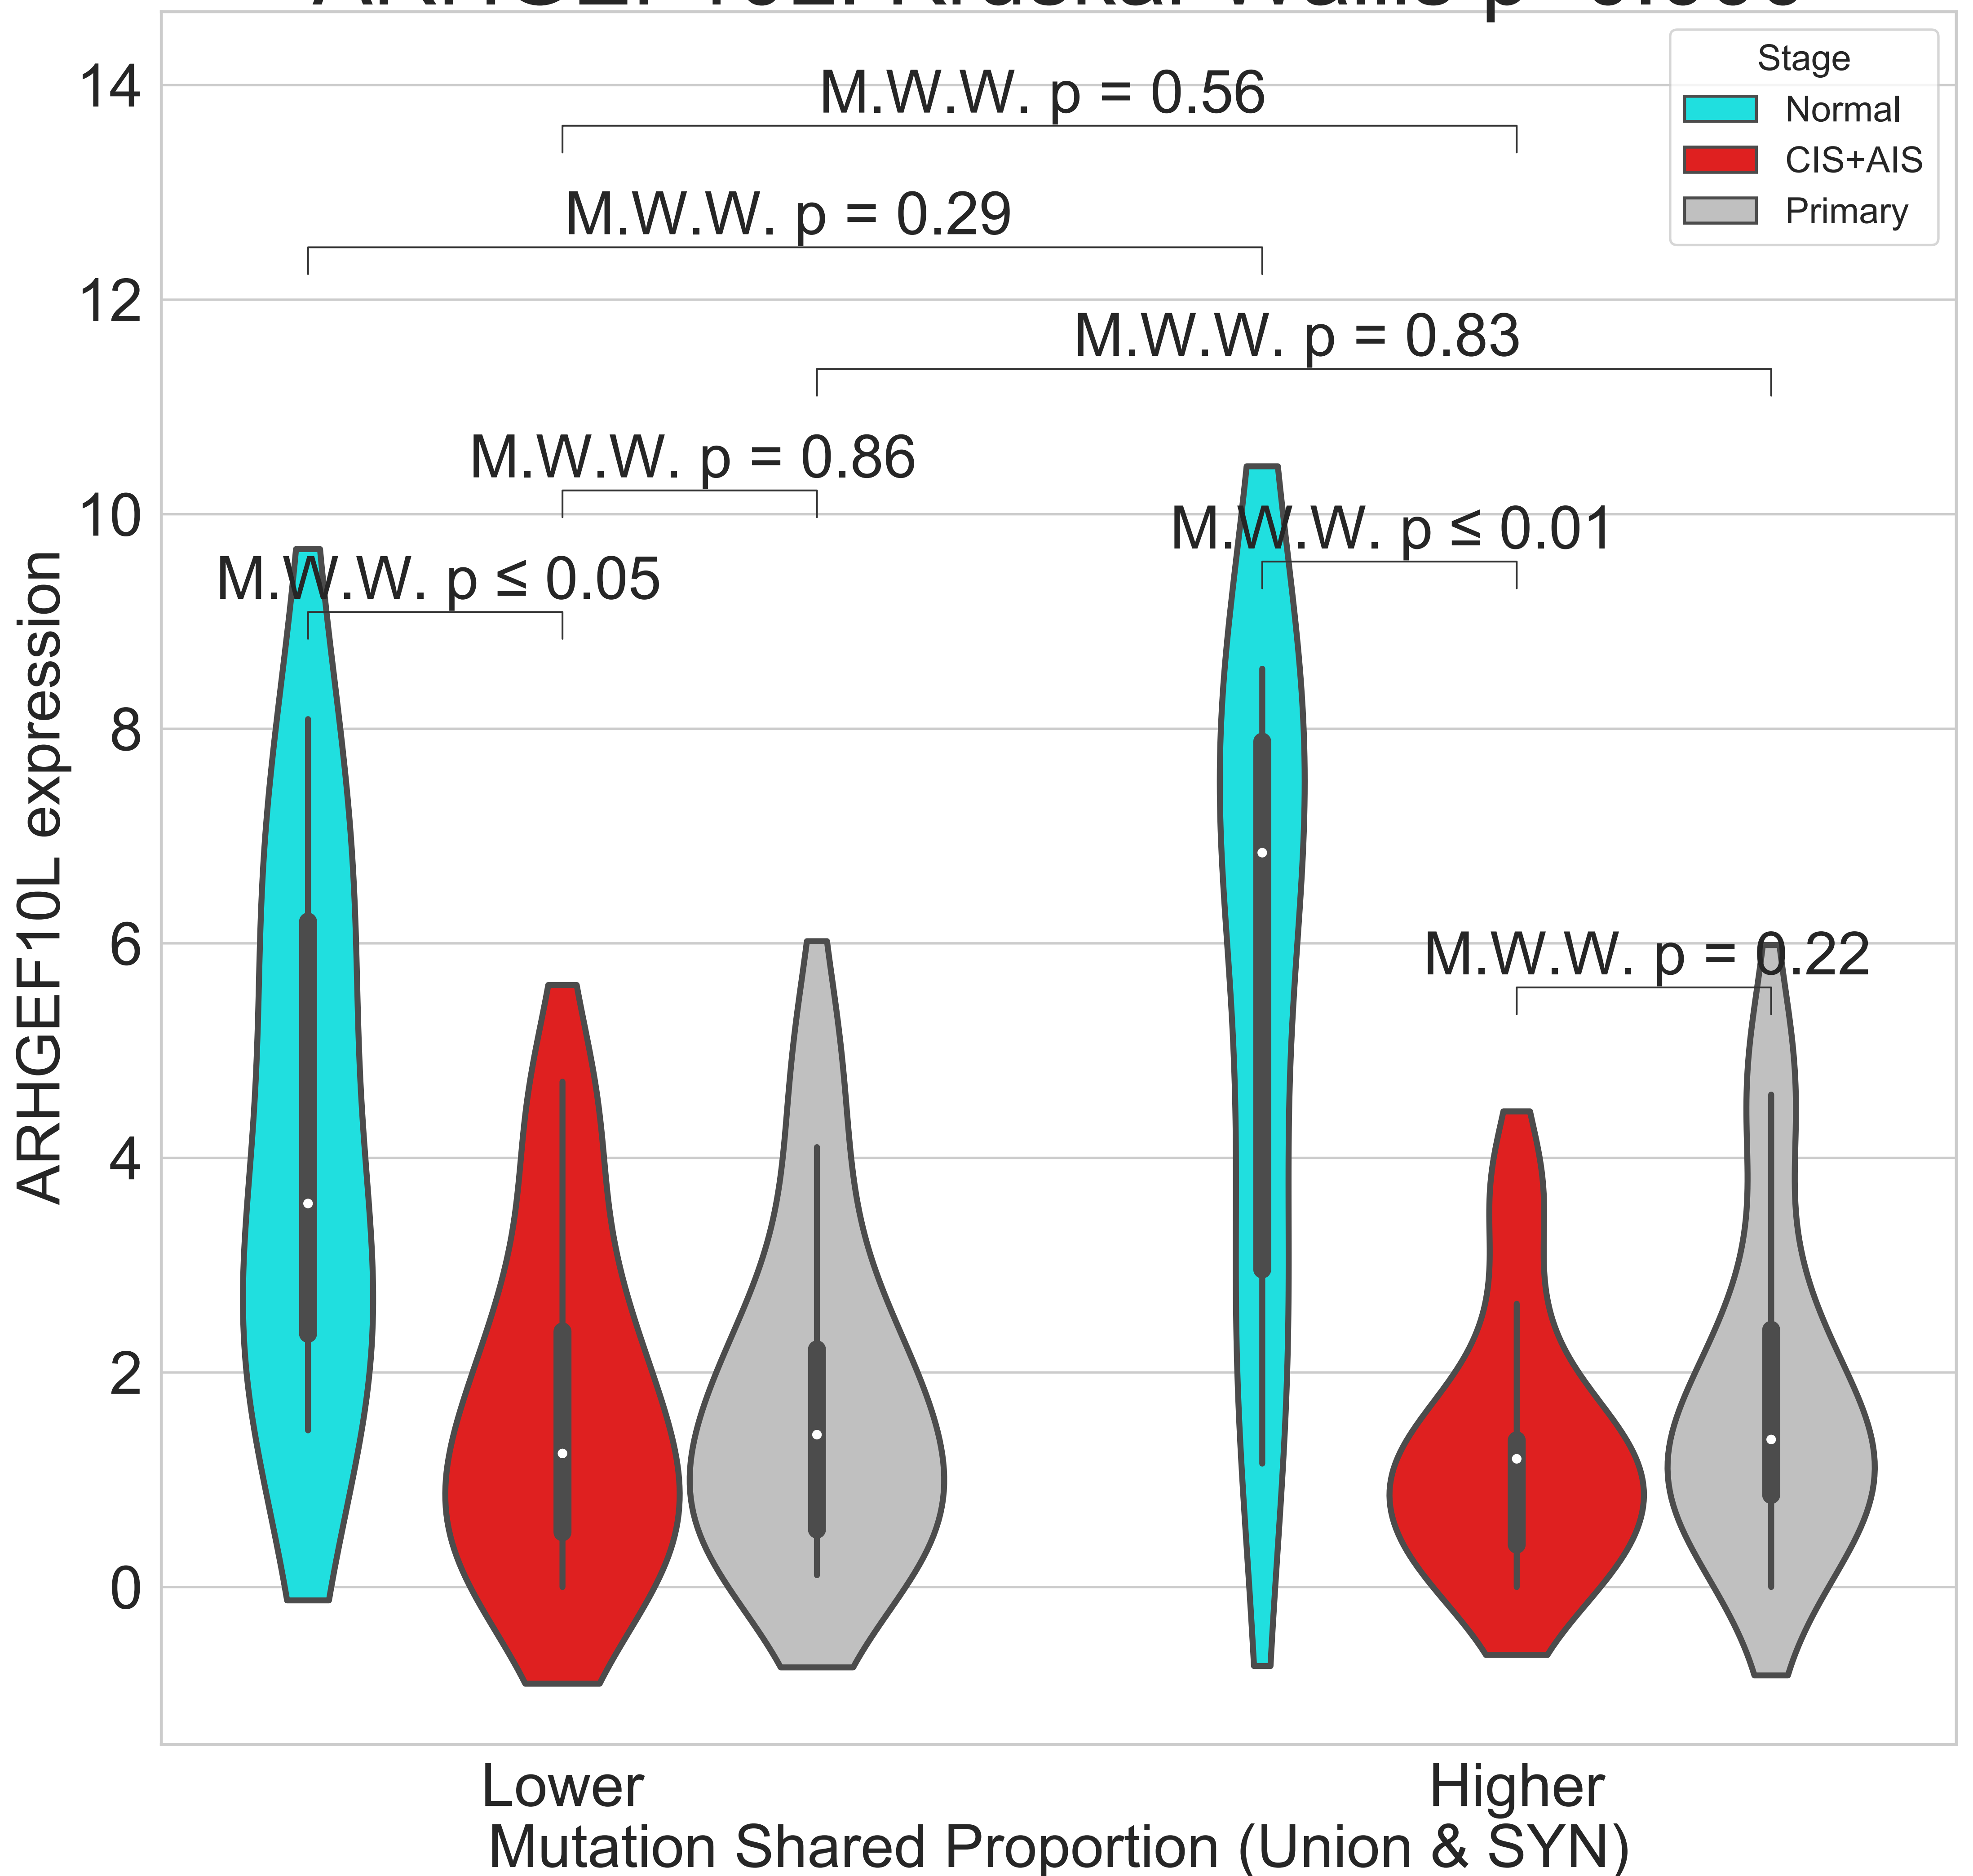 Stage
Normal
CIS+AIS
Primary
M.W.W. p = 0.56
M.W.W. p = 0.29
M.W.W. p = 0.83
M.W.W. p = 0.86
M.W.W. p ≤ 0.01
M.W.W. p ≤ 0.05
M.W.W. p = 0.22
14
12
10
8
6
4
2
0
ARHGEF10L expression
Lower
Higher
Mutation Shared Proportion (Union & SYN)